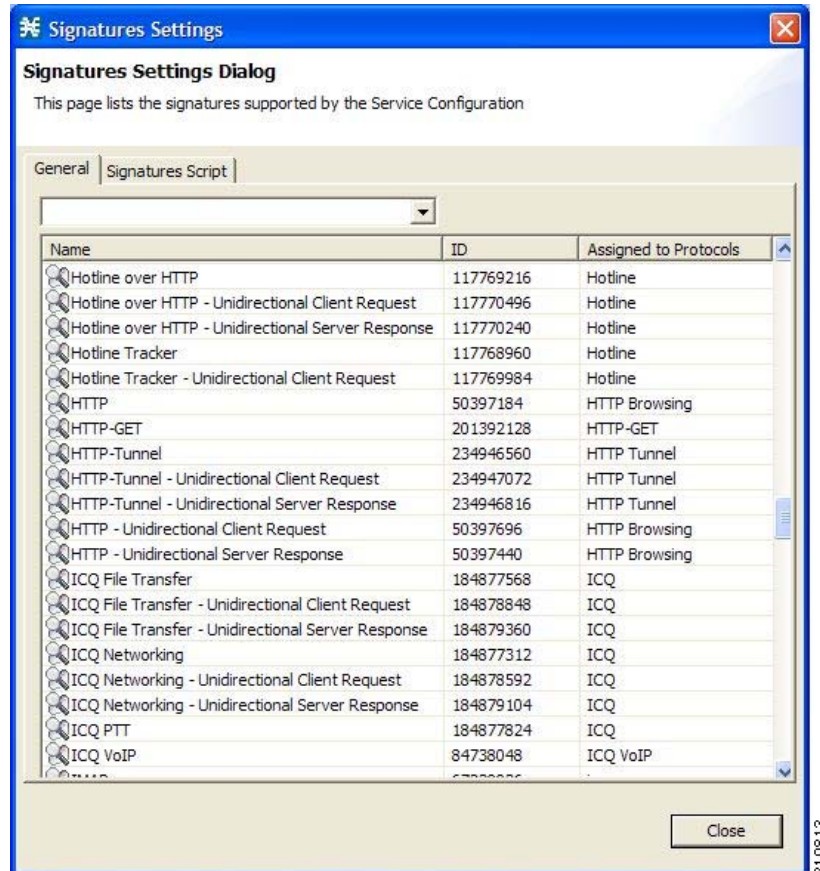 Signatures Settings
Signatures Settings Dialog
This page lists the signatures supported by the Service Configuration
General Signatures Script
Name ID Assigned to Protocols
Hotline over HTTP 117769216 Hotline
Hotline over HTTP - Unidirectional Client Request 117770496 Hotline
Hotline over HTTP - Unidirectional Server Response 117770240 Hotline
Hotline Tracker 117768960 Hotline
Hotline Tracker - Unidirectional Client Request 117769984 Hotline
HTTP 50397184 HTTP Browsing
HTTP-GET 201392128 HTTP-GET
HTTP-Tunnel 234946560 HTTP Tunnel
HTTP-Tunnel - Unidirectional Client Request 234947072 HTTP Tunnel
HTTP-Tunnel - Unidirectional Server Response 234946816 HTTP Tunnel
HTTP - Unidirectional Client Request 50397696 HTTP Browsing
HTTP - Unidirectional Server Response 50397440 HTTP Browsing
ICQ File Transfer 184877568 ICQ
ICQ File Transfer - Unidirectional Client Request 184878848 ICQ
ICQ File Transfer - Unidirectional Server Response 184879360 ICQ
ICQ Networking 184877312 ICQ
ICQ Networking - Unidirectional Client Request 184878592 ICQ
ICQ Networking - Unidirectional Server Response 184879104 ICQ
ICQ PTT 184877824 ICQ
ICQ VoIP 84738048 ICQ VoIP
Close